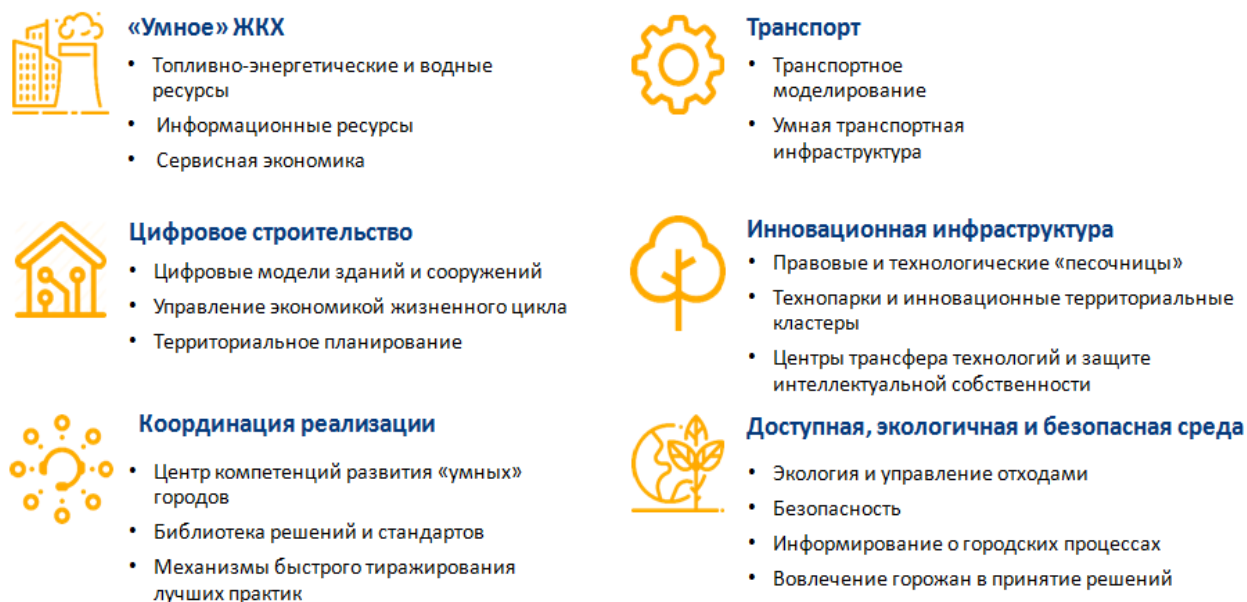 «Умное» ЖКХ
• Топливно-энергетические и водные
ресурсы
• Информационные ресурсы
• Сервисная экономика
Транспорт
• Транспортное
моделирование
• Умная транспортная
инфраструктура
Цифровое строительство
• Цифровые модели зданий и сооружений
• Управление экономикой жизненного цикла
• Территориальное планирование
Инновационная инфраструктура
• Правовые и технологические «песочницы»
• Технопарки и инновационные территориальные
кластеры
• Центры трансфера технологий и защите
интеллектуальной собственности
Координация реализации
• Центр компетенций развития «умных»
городов
• Библиотека решений и стандартов
• Механизмы быстрого тиражирования
лучших практик
Доступная, экологичная и безопасная среда
• Экология и управление отходами
• Безопасность
• Информирование о городских процессах
• Вовлечение горожан в принятие решений